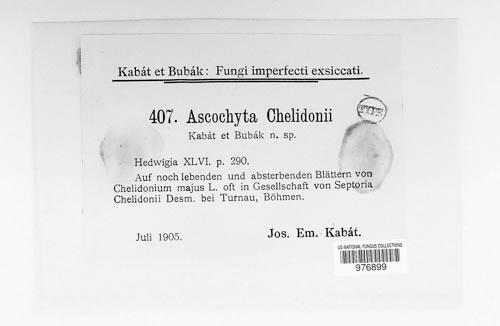 Kabát et Bubák: Fungi imperfecti exsiccati.
407. Ascochyta Chelidonii
TYPE
Kabát et Bubák n. sp.
Hedwigia XLVI. p. 290.
Auf noch lebenden und absterbenden Blättern von
Chelidonium majus L. oft in Gesellschaft von Septoria
Chelidonii Desm. bei Turnau, Böhmen.
Juli 1905.
Jos. Em. Kabát.
US NATIONAL FUNGUS COLLECTIONS
976899